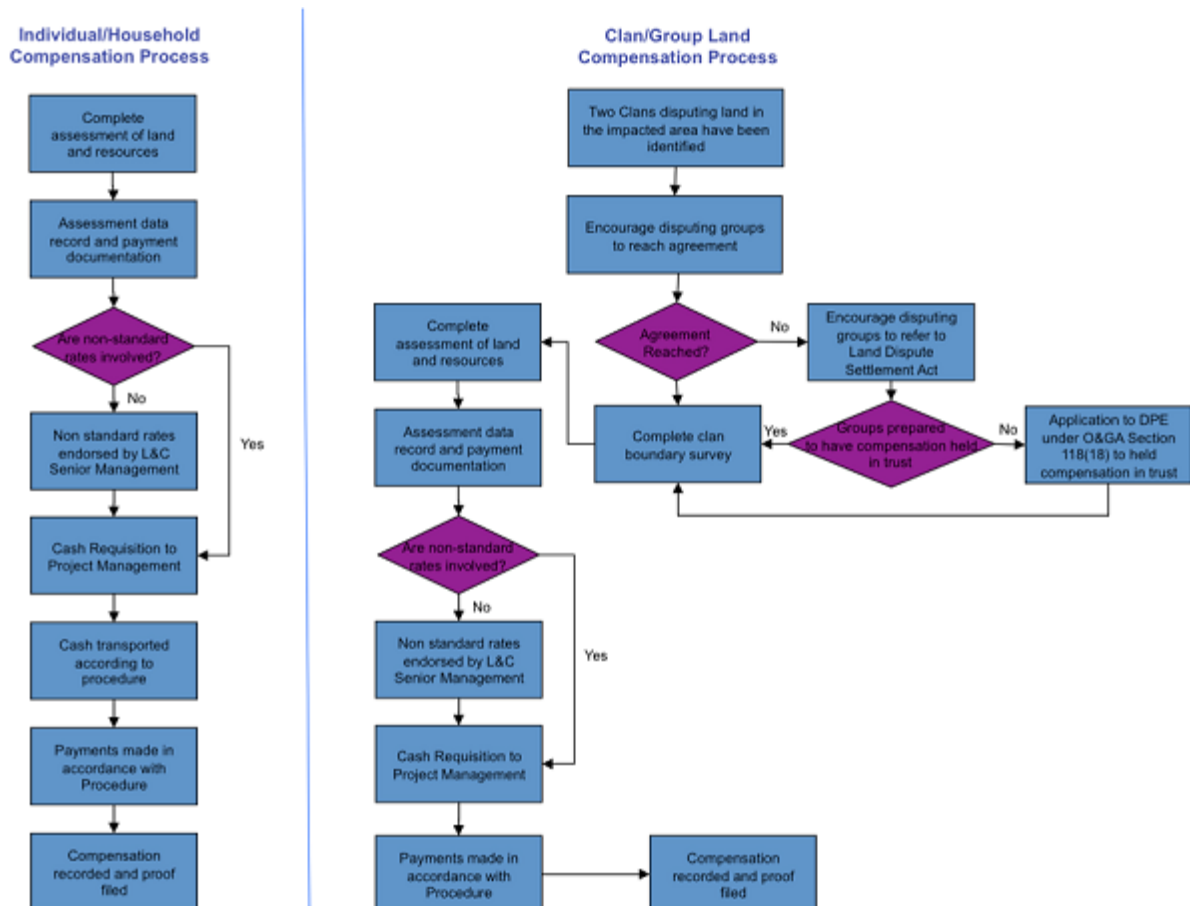 Individual/Household
Compensation Process
Complete
assessment of land
and resources
Assessment data
record and payment
documentation
Are non-standard
rates involved?
No
Yes
Non standard rates
endorsed by L&C
Senior Management
Cash Requisition to
Project Management
Cash transported
according to
procedure
Payments made in
accordance with
Procedure
Compensation
recorded and proof
filed
Clan/Group Land
Compensation Process
Two Clans disputing land in
the impacted area have been
identified
Encourage disputing groups
to reach agreement
Agreement
Reached?
No
Encourage disputing
groups to refer to
Land Dispute
Settlement Act
Groups prepared
to have compensation held
in trust
Yes
No
Application to DPE
under O&GA Section
118(18) to held
compensation in trust
Complete clan
boundary survey
Complete
assessment of land
and resources
Assessment data
record and payment
documentation
Are non-standard
rates involved?
No
Yes
Non standard rates
endorsed by L&C
Senior Management
Cash Requisition to
Project Management
Payments made in
accordance with
Procedure
Compensation
recorded and proof
filed